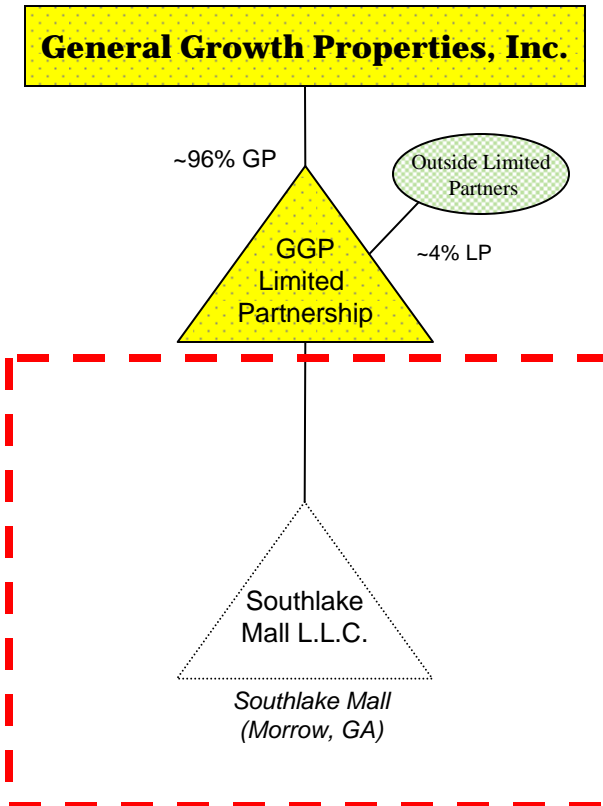 General Growth Properties, Inc.
~96% GP
Outside Limited
Partners
~4% LP
GGP
Limited
Partnership
Southlake
Mall L.L.C.
Southlake Mall
(Morrow, GA)